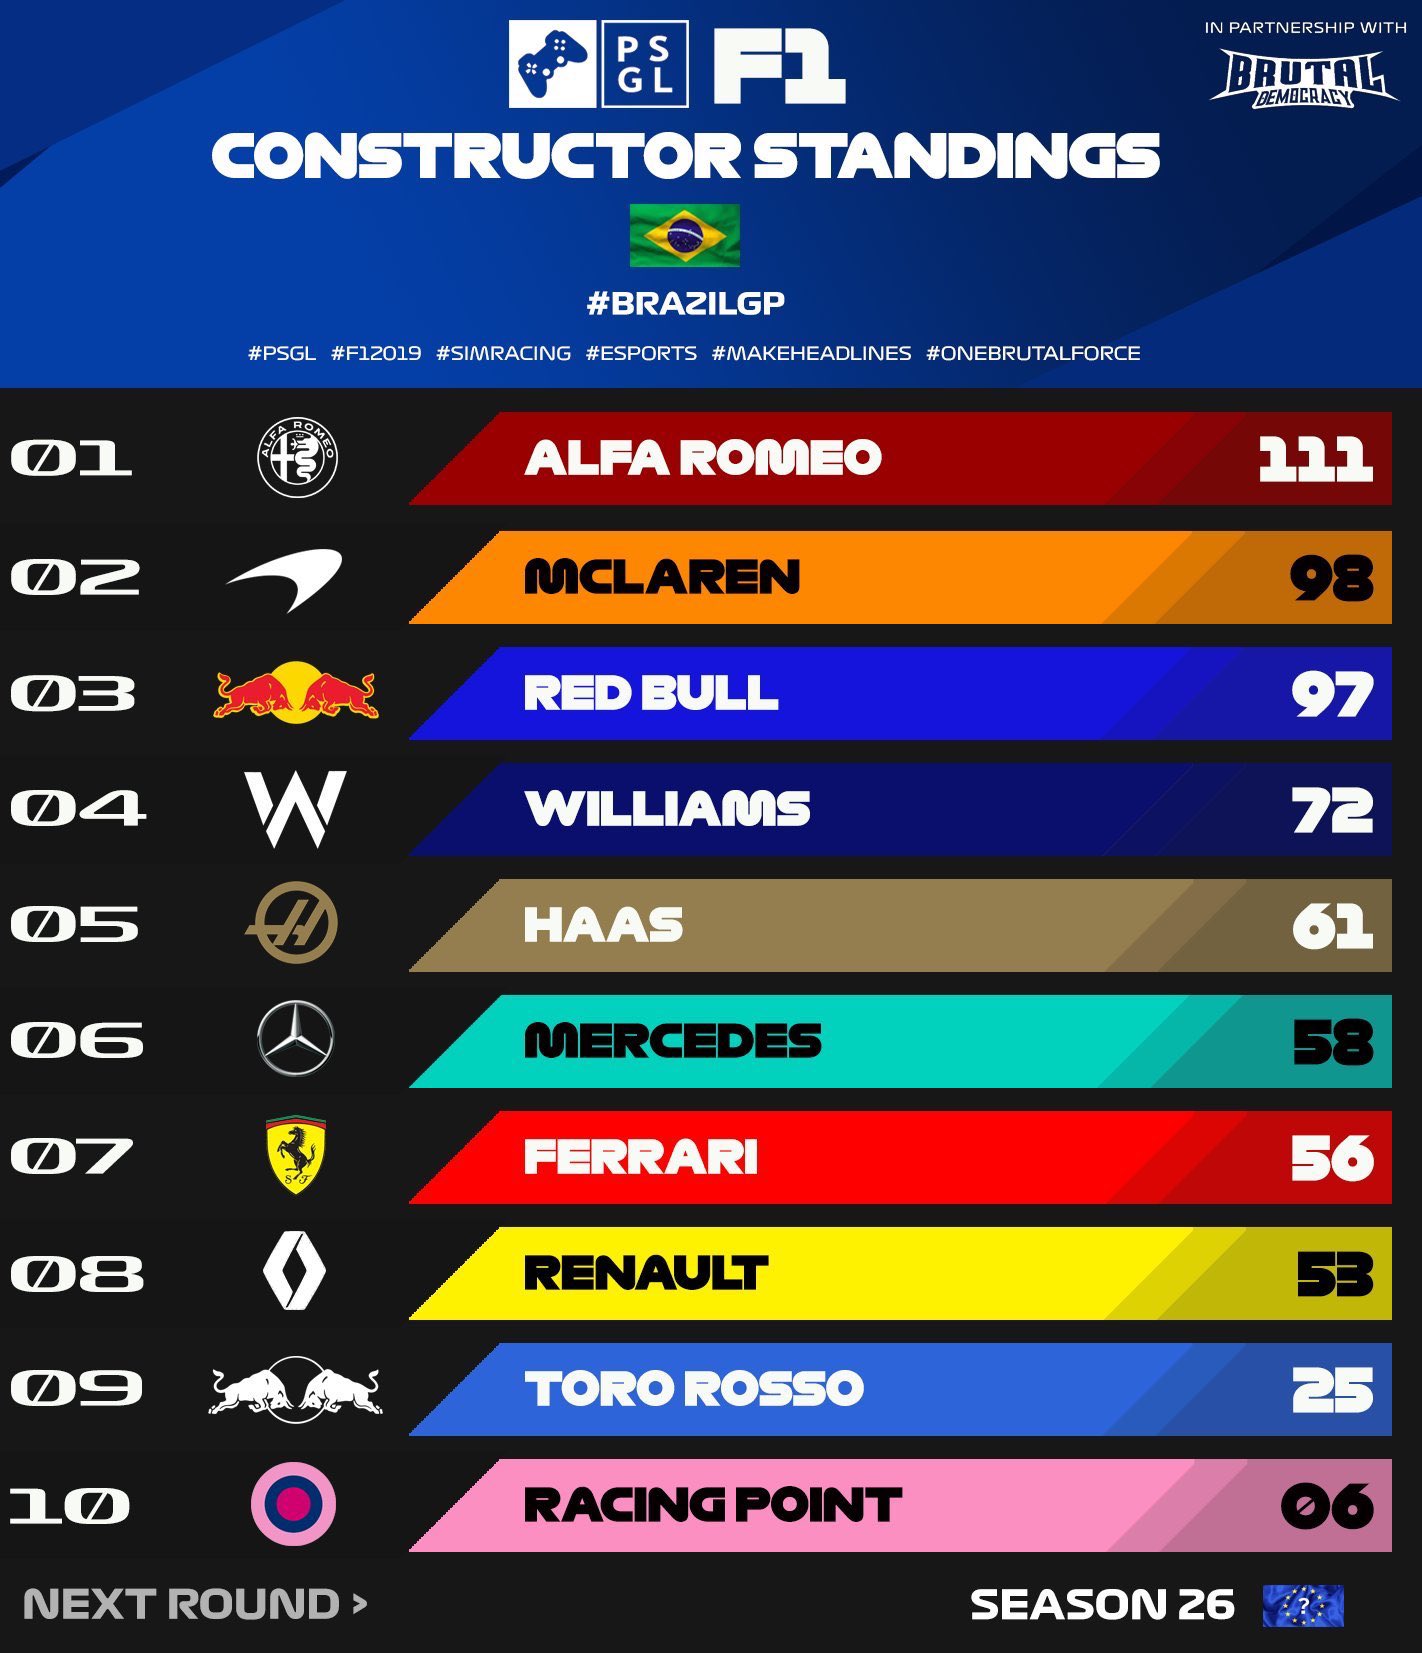 IN PARTNERSHIP WITH
BRUTAL
DEMOCRACY
PS
GL
F1
CONSTRUCTOR STANDINGS
#BRAZILGP
#PSGL #F12019 #SIMRACING #ESPORTS #MAKEHEADLINES #ONEBRUTALFORCE
01 ALFA ROMEO ALFA ROMEO 111
02 MCLAREN 98
03 RED BULL 97
04 WILLIAMS 72
05 HAAS 61
06 MERCEDES 58
07 S F FERRARI 56
08 RENAULT 53
09 TORO ROSSO 25
10 RACING POINT 06
NEXT ROUND > SEASON 26 ?